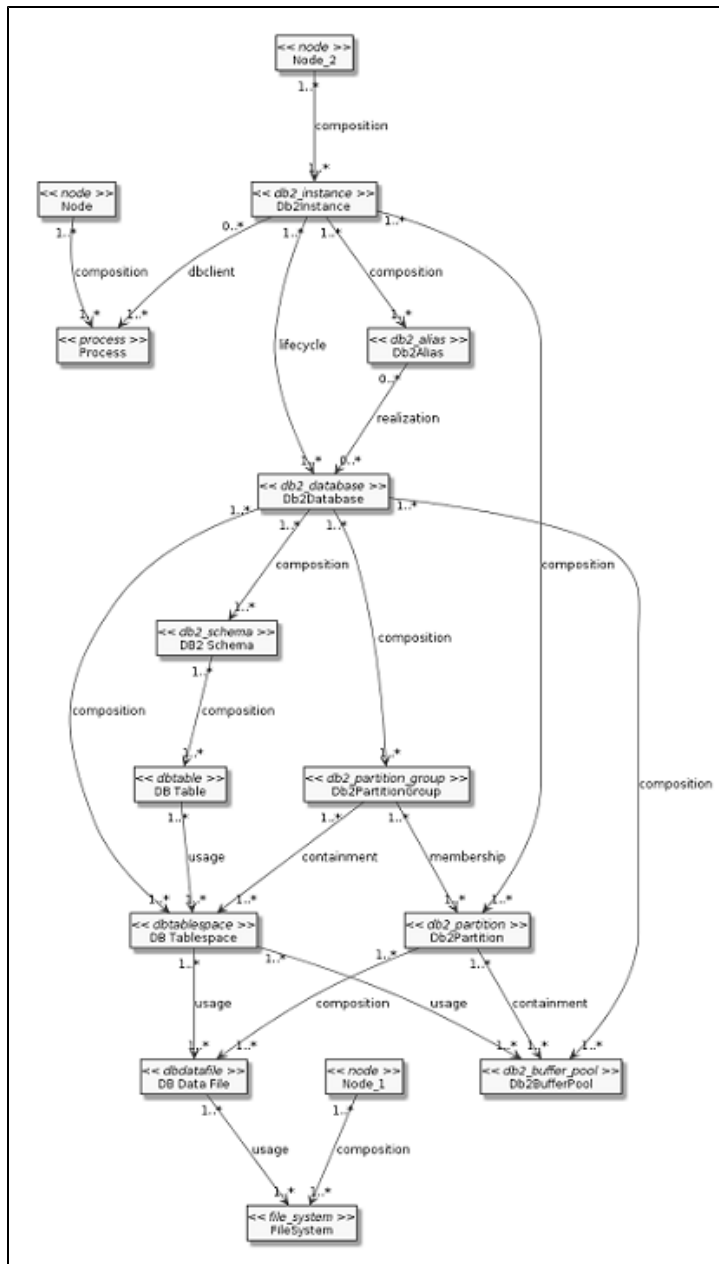 << node >>
Node_2
1..*
composition
1..*
<< node >>
Node
<< db2_instance >>
Db2Instance
1..*
0..*
1..*
1..*
1..*
composition
dbclient
composition
1..*
1..*
lifecycle
1..*
<< process >>
Process
<< db2_alias >>
Db2Alias
0..*
realization
1..*
0..*
<< db2_database >>
Db2Database
1..*
1..*
1..*
1..*
composition
composition
1..*
<< db2_schema >>
DB2 Schema
composition
1..*
composition
composition
1..*
1..*
composition
<< dbtable >>
DB Table
<< db2_partition_group >>
Db2PartitionGroup
1..*
1..*
1..*
usage
containment
membership
1..*
1..*
1..*
1..*
1..*
<< dbtablespace >>
DB Tablespace
<< db2_partition >>
Db2Partition
1..*
1..*
1..*
1..*
usage
composition
usage
containment
1..*
1..*
1..*
1..*
1..*
<< dbdatafile >>
DB Data File
<< node >>
Node_1
<< db2_buffer_pool >>
Db2BufferPool
1..*
1..*
usage
composition
1..*
1..*
<< file_system >>
FileSystem